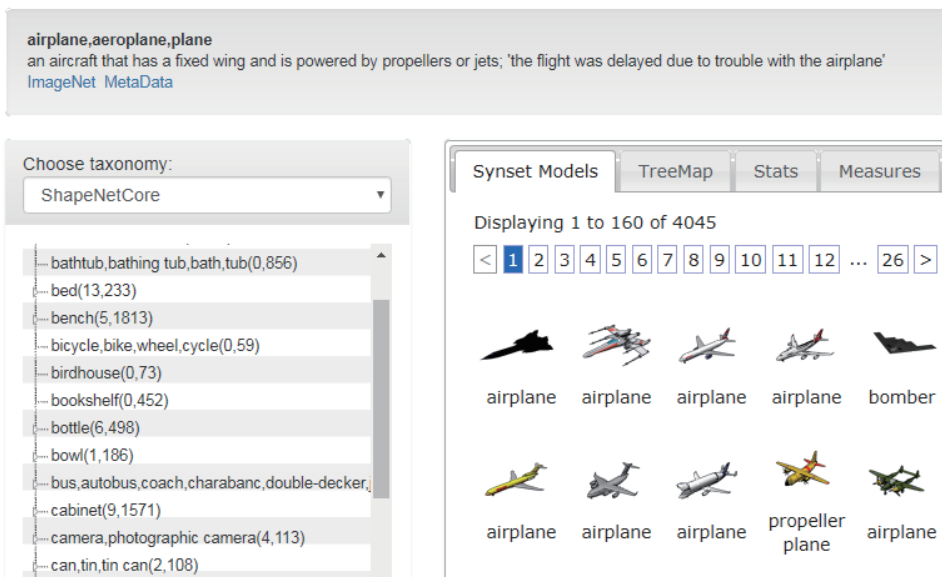 airplane,aeroplane,plane
an aircraft that has a fixed wing and is powered by propellers or jets; 'the flight was delayed due to trouble with the airplane'
ImageNet MetaData
Choose taxonomy:
ShapeNetCore
bathtub,bathing tub,bath,tub(0,856)
bed(13,233)
bench(5,1813)
bicycle,bike,wheel,cycle(0,59)
birdhouse(0,73)
bookshelf(0,452)
bottle(6,498)
bowl(1,186)
bus,autobus,coach,charabanc,double-decker,
cabinet(9,1571)
camera,photographic camera(4,113)
can,tin,tin can(2,108)
Synset Models TreeMap Stats Measures
Displaying 1 to 160 of 4045
< 1 2 3 4 5 6 7 8 9 10 11 12 ... 26 >
airplane airplane airplane airplane bomber
airplane airplane airplane propeller plane airplane